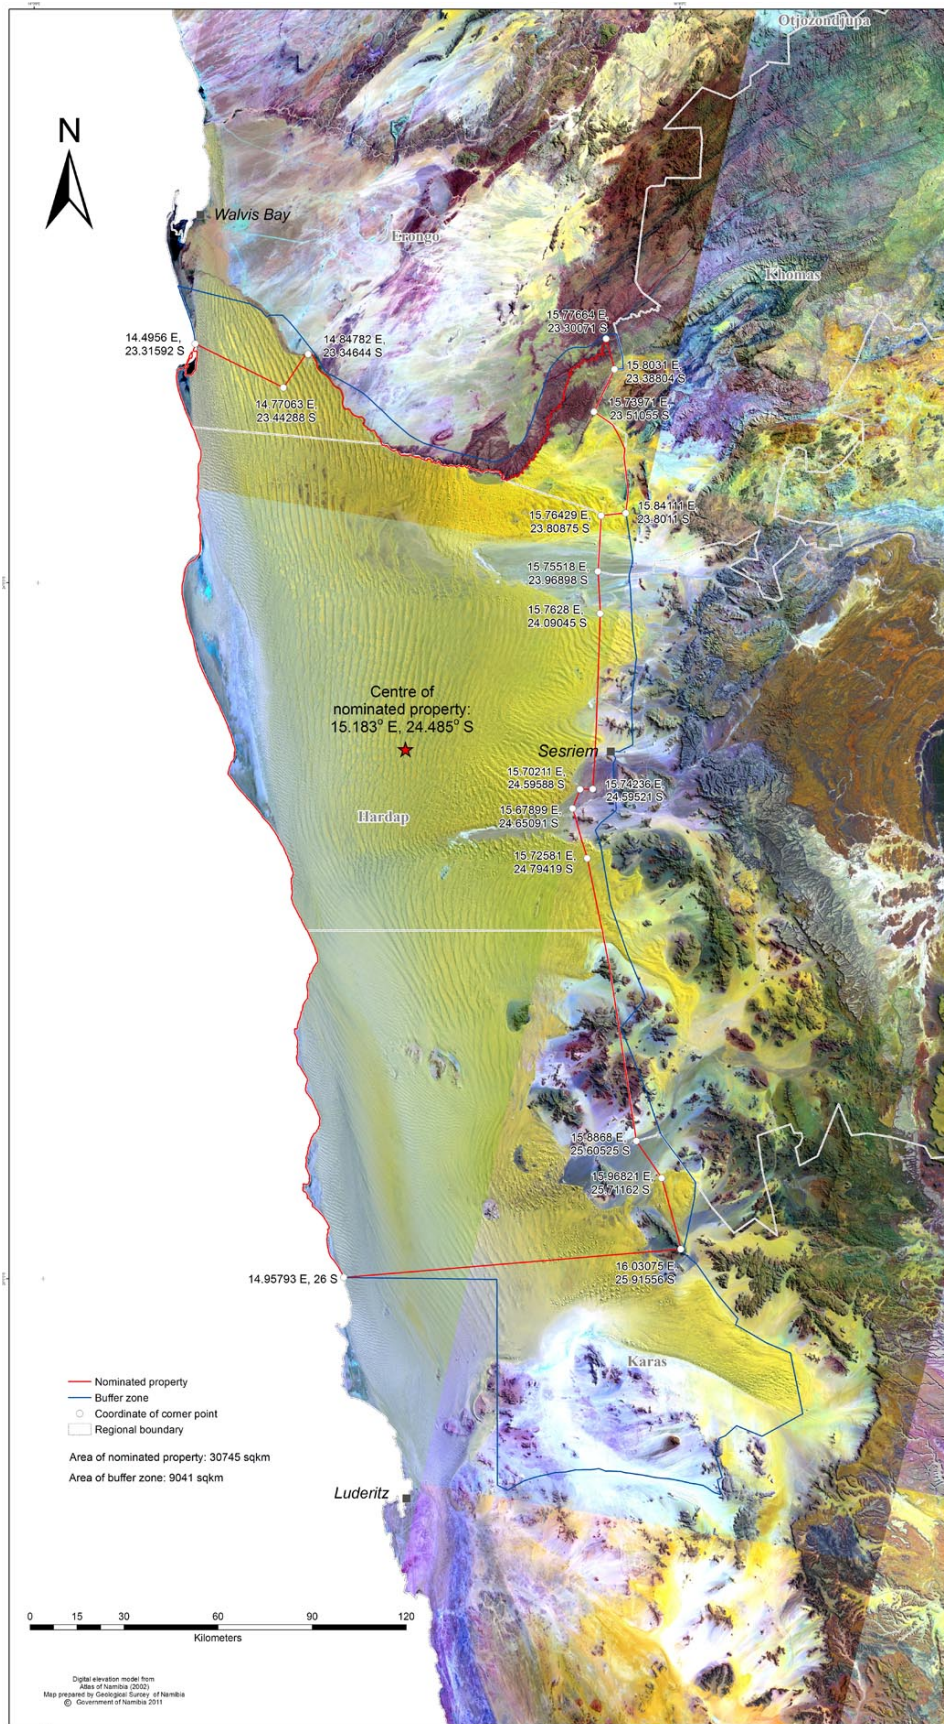 Otjozondjupa
N
Walvis Bay
Erongo
Khomas
15.77664 E,
23.30071 S
14.4956 E,
23.31592 S
14.84782 E,
23.34644 S
15.8031 E,
23.38804 S
14.77063 E,
23.44288 S
15.73971 E,
23.51055 S
15.76429 E,
23.80875 S
15.84111 E,
23.8011 S
15.75518 E,
23.96898 S
15.7628 E,
24.09045 S
Centre of
nominated property:
15.183° E, 24.485° S
Sesriem
15.70211 E,
24.59588 S
15.74236 E,
24.59521 S
15.67899 E,
24.65091 S
Hardap
15.72581 E,
24.79419 S
15.8868 E,
25.60525 S
15.96821 E,
25.71162 S
16.03075 E,
25.91556 S
14.95793 E, 26 S
Karas
Nominated property
Buffer zone
Coordinate of corner point
Regional boundary
Area of nominated property: 30745 sqkm
Area of buffer zone: 9041 sqkm
Luderitz
0 15 30 60 90 120
Kilometers
Digital elevation model from
Atlas of Namibia (2002)
Map prepared by Geological Survey of Namibia
© Government of Namibia 2011